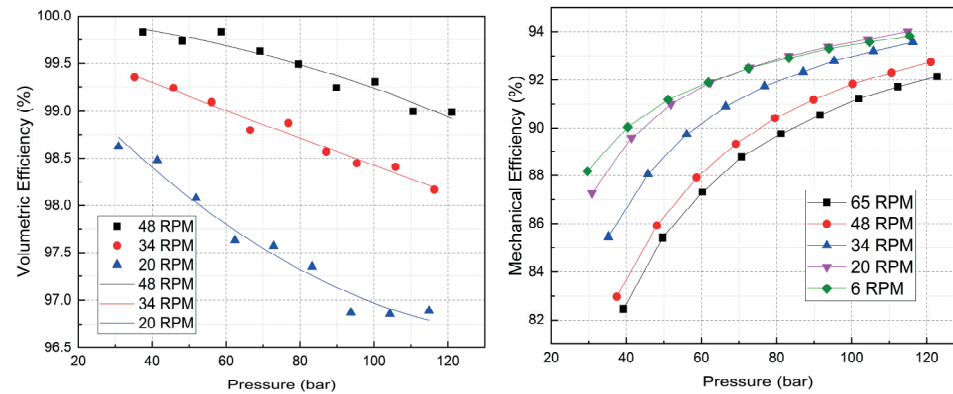 Volumetric Efficiency (%)
100.0
99.5
99.0
98.5
98.0
97.5
97.0
96.5
48 RPM
34 RPM
20 RPM
48 RPM
34 RPM
20 RPM
20 40 60 80 100 120
Pressure (bar)
Mechanical Efficiency (%)
94
92
90
88
86
84
82
65 RPM
48 RPM
34 RPM
20 RPM
6 RPM
20 40 60 80 100 120
Pressure (bar)